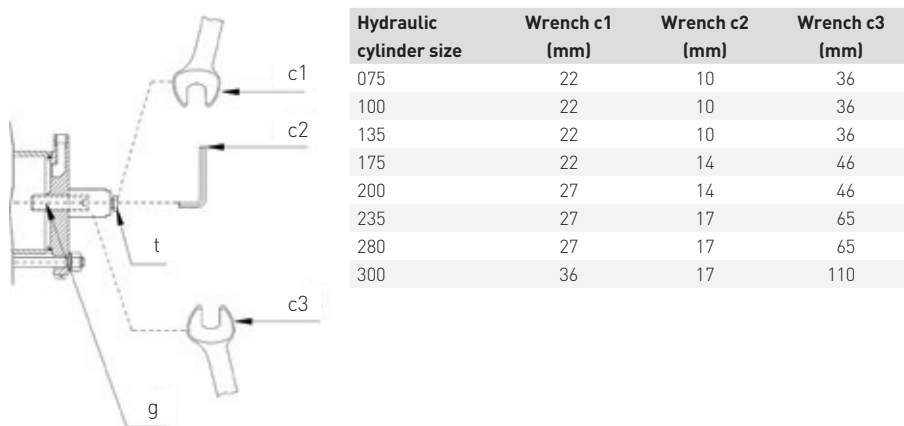 c1
c2
t
c3
g
Hydraulic cylinder size Wrench c1 (mm) Wrench c2 (mm) Wrench c3 (mm)
075 22 10 36
100 22 10 36
135 22 10 36
175 22 14 46
200 27 14 46
235 27 17 65
280 27 17 65
300 36 17 110